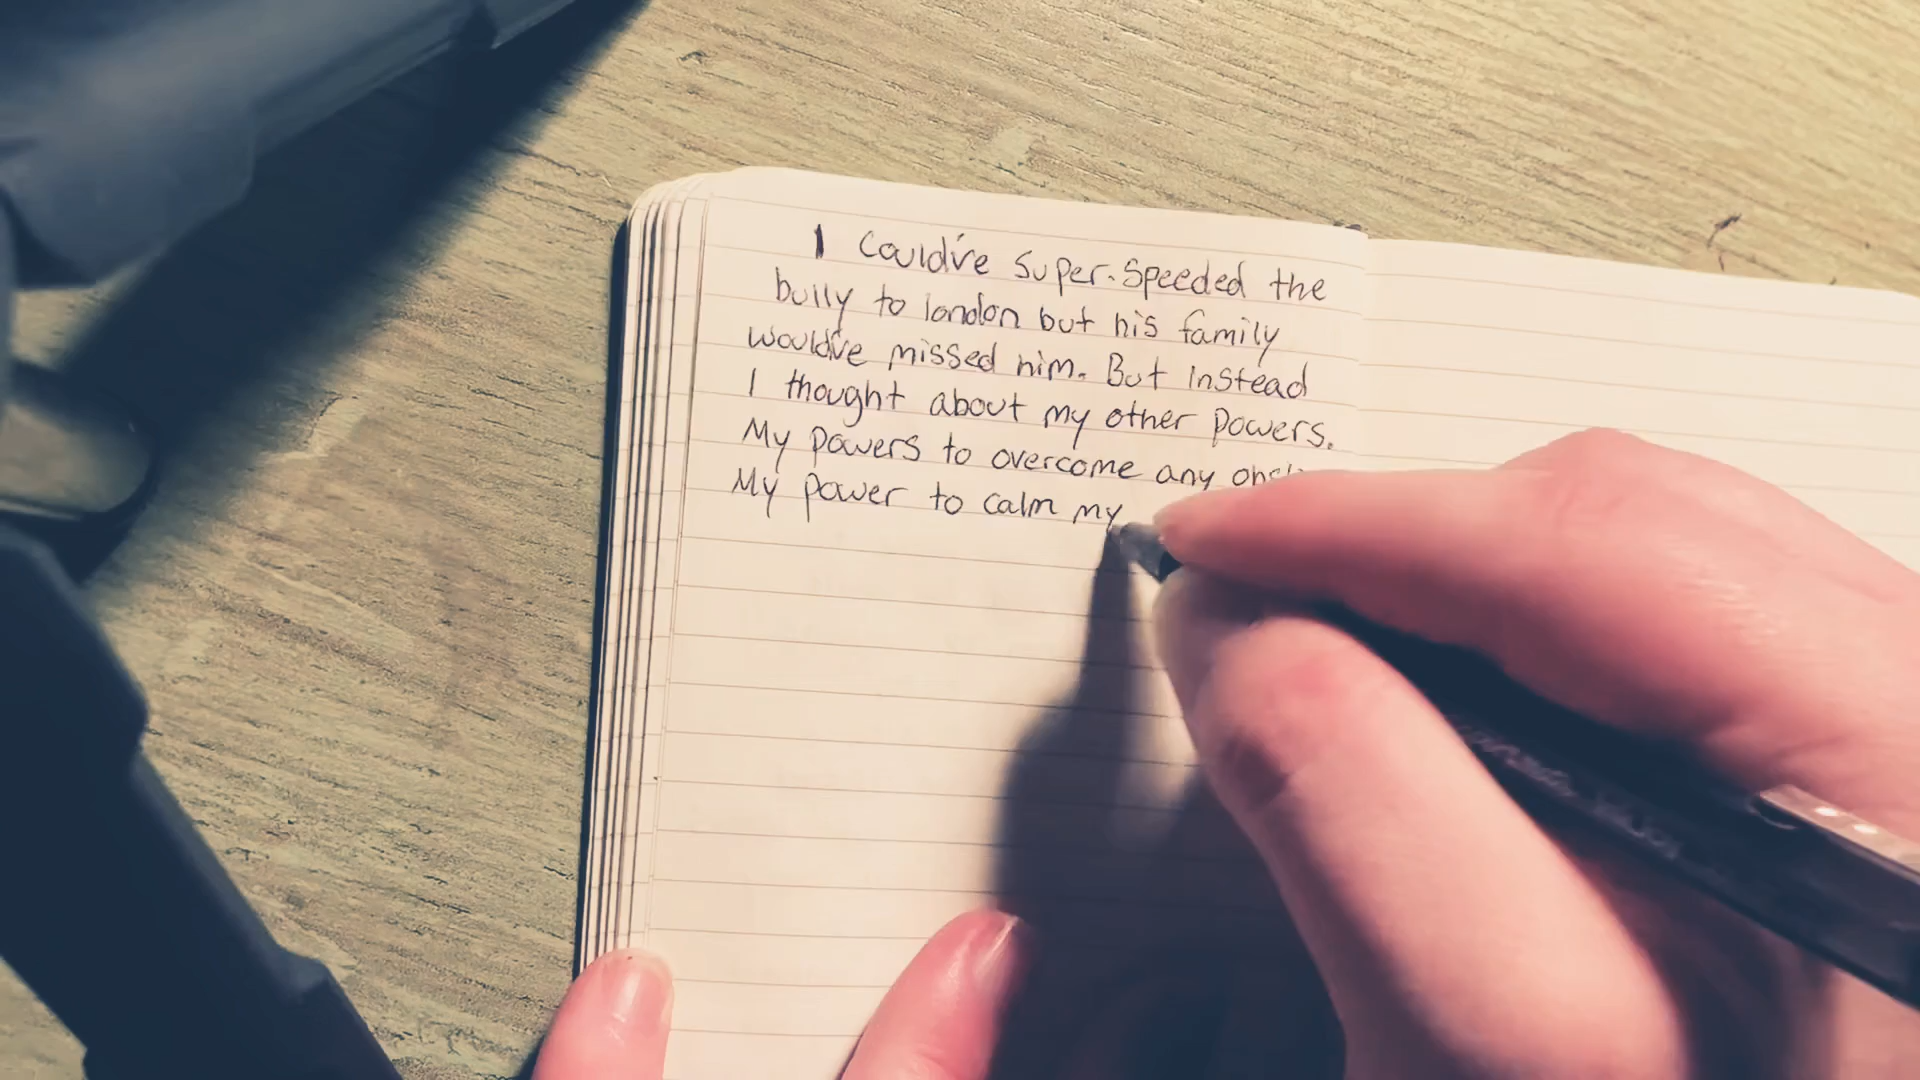 I Could've Super-Speeded the
bully to london but his family
would've missed him. But Instead
I thought about my other Powers.
My powers to overcome any
My power to calm my